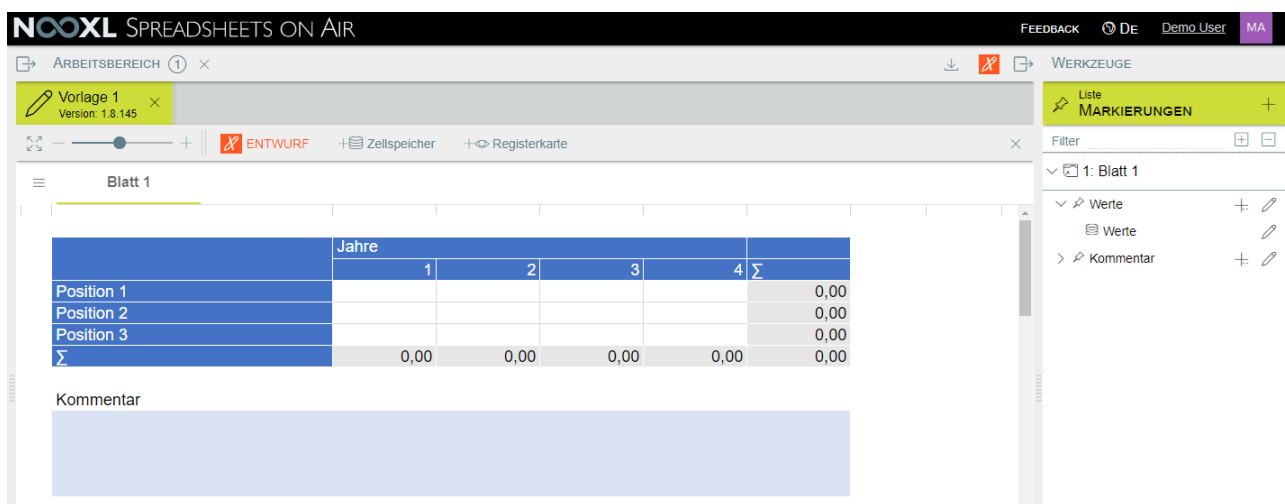 NOOXL SPREADSHEETS ON AIR FEEDBACK DE Demo User MA
ARBEITSBEREICH 1 WERKZEUGE
Vorlage 1
Version: 1.8.145
Liste
MARKIERUNGEN
ENTWURF Zellspeicher Registerkarte
Filter
Blatt 1
1: Blatt 1
Werte
Werte
Kommentar
Jahre
1 2 3 4 Σ
Position 1 0,00
Position 2 0,00
Position 3 0,00
Σ 0,00 0,00 0,00 0,00 0,00
Kommentar